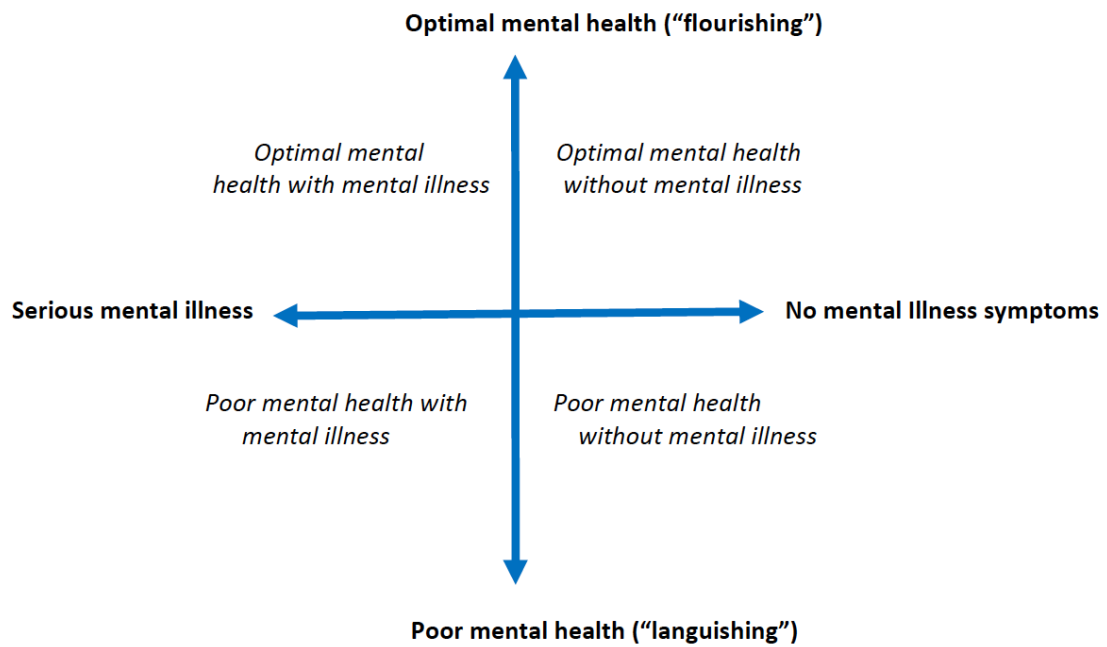 Optimal mental health (“flourishing”)
Optimal mental
health with mental illness
Optimal mental health
without mental illness
Serious mental illness
No mental Illness symptoms
Poor mental health with
mental illness
Poor mental health
without mental illness
Poor mental health (“languishing”)